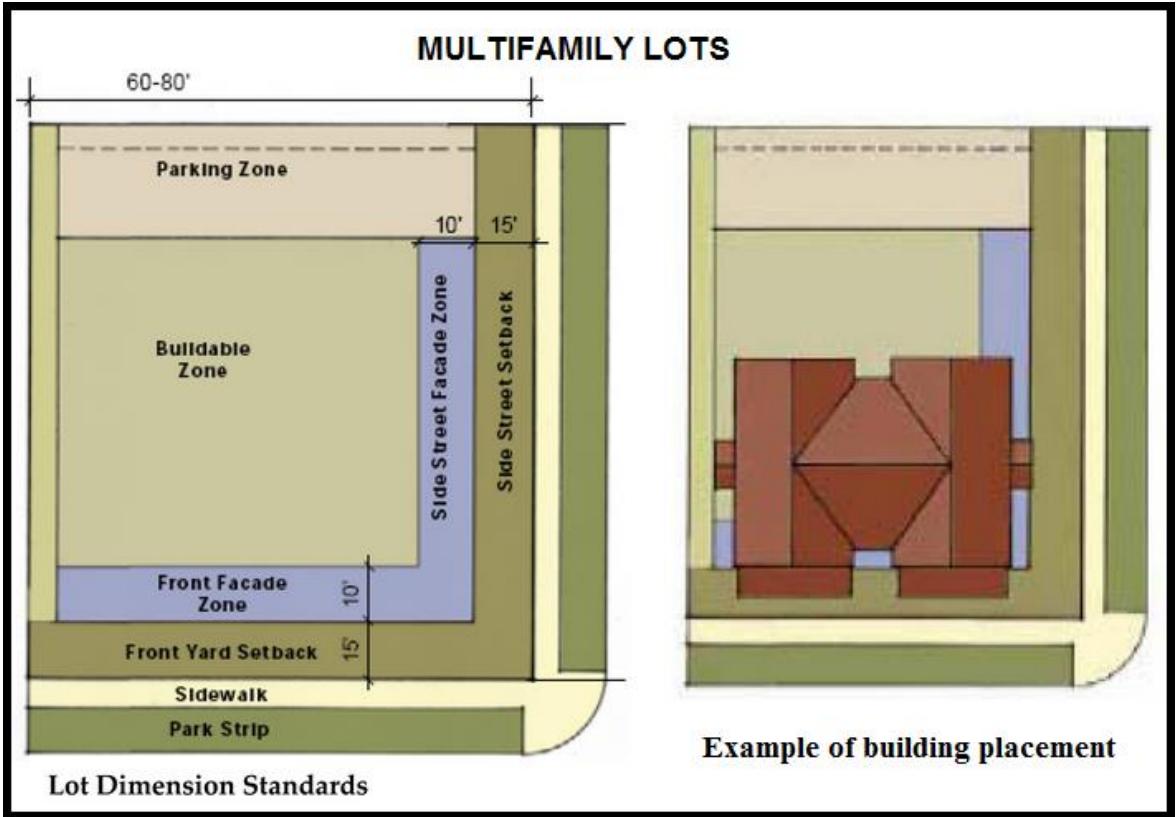 MULTIFAMILY LOTS
60-80'
Parking Zone
10'
15'
Buildable
Zone
Side Street Facade Zone
Side Street Setback
Front Facade
Zone
10'
Front Yard Setback
15'
Sidewalk
Park Strip
Lot Dimension Standards
Example of building placement